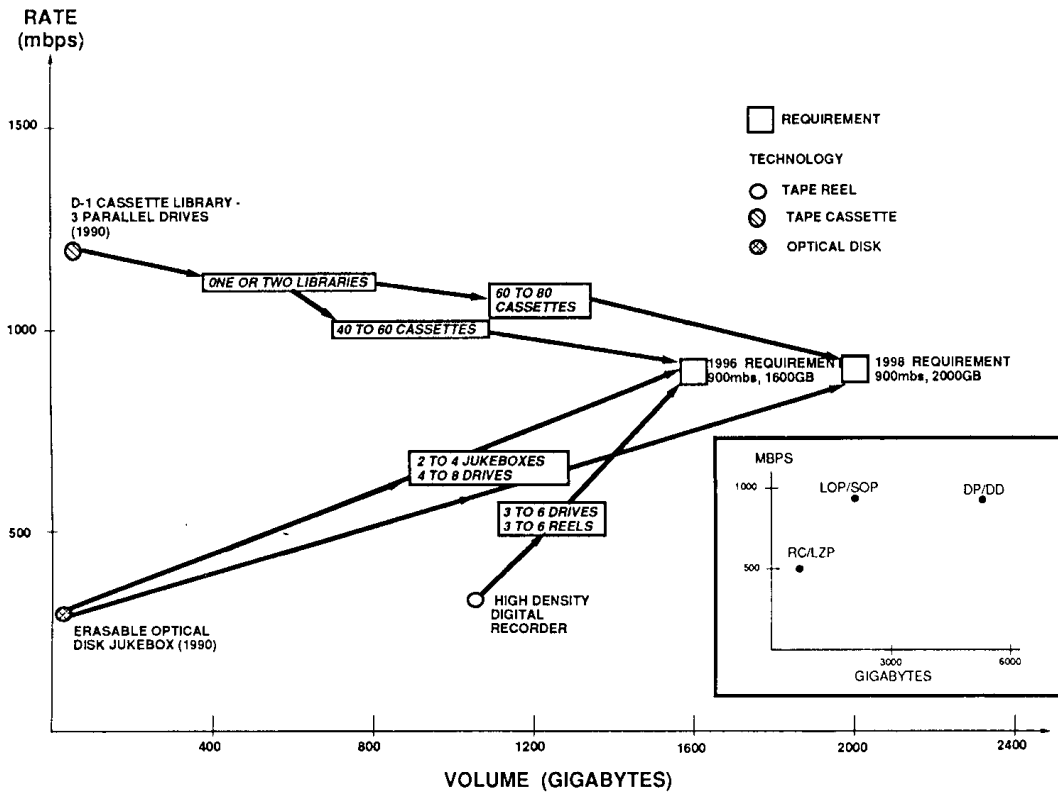 RATE
(mbps)
1500
REQUIREMENT
TECHNOLOGY
TAPE REEL
TAPE CASSETTE
OPTICAL DISK
D-1 CASSETTE LIBRARY -
3 PARALLEL DRIVES
(1990)
ONE OR TWO LIBRARIES
60 TO 80
CASSETTES
1000
40 TO 60 CASSETTES
1996 REQUIREMENT
900mbs, 1600GB
1998 REQUIREMENT
900mbs, 2000GB
2 TO 4 JUKEBOXES
4 TO 8 DRIVES
3 TO 6 DRIVES
3 TO 6 REELS
500
HIGH DENSITY
DIGITAL
RECORDER
ERASABLE OPTICAL
DISK JUKEBOX (1990)
MBPS
1000
LOP/SOP
DP/DD
RC/LZP
500
3000
6000
GIGABYTES
400
800
1200
1600
2000
2400
VOLUME (GIGABYTES)